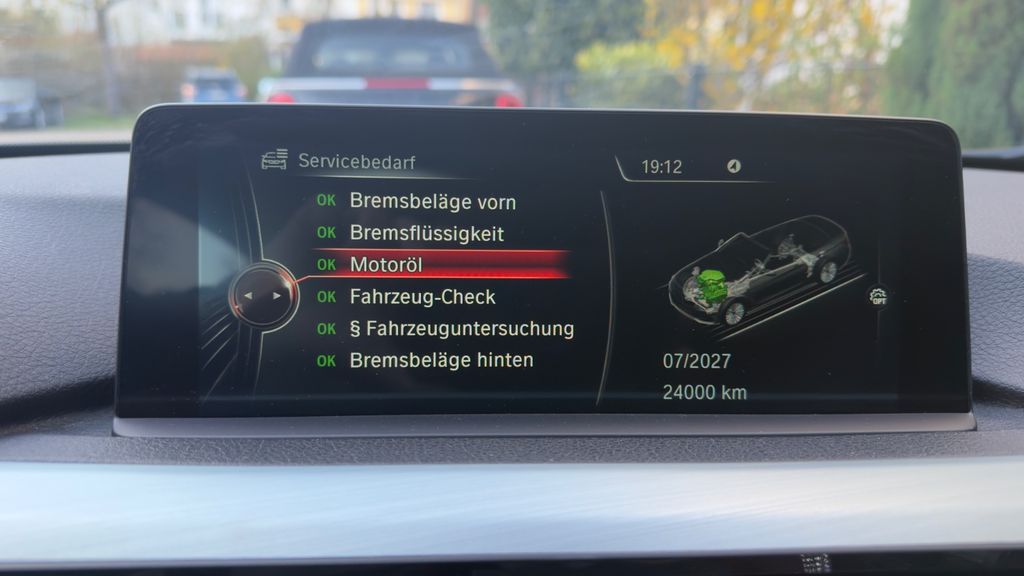 Servicebedarf
19:12
OK Bremsbeläge vorn
OK Bremsflüssigkeit
OK Motoröl
OK Fahrzeug-Check
OK § Fahrzeuguntersuchung
OK Bremsbeläge hinten
OPT
07/2027
24000 km